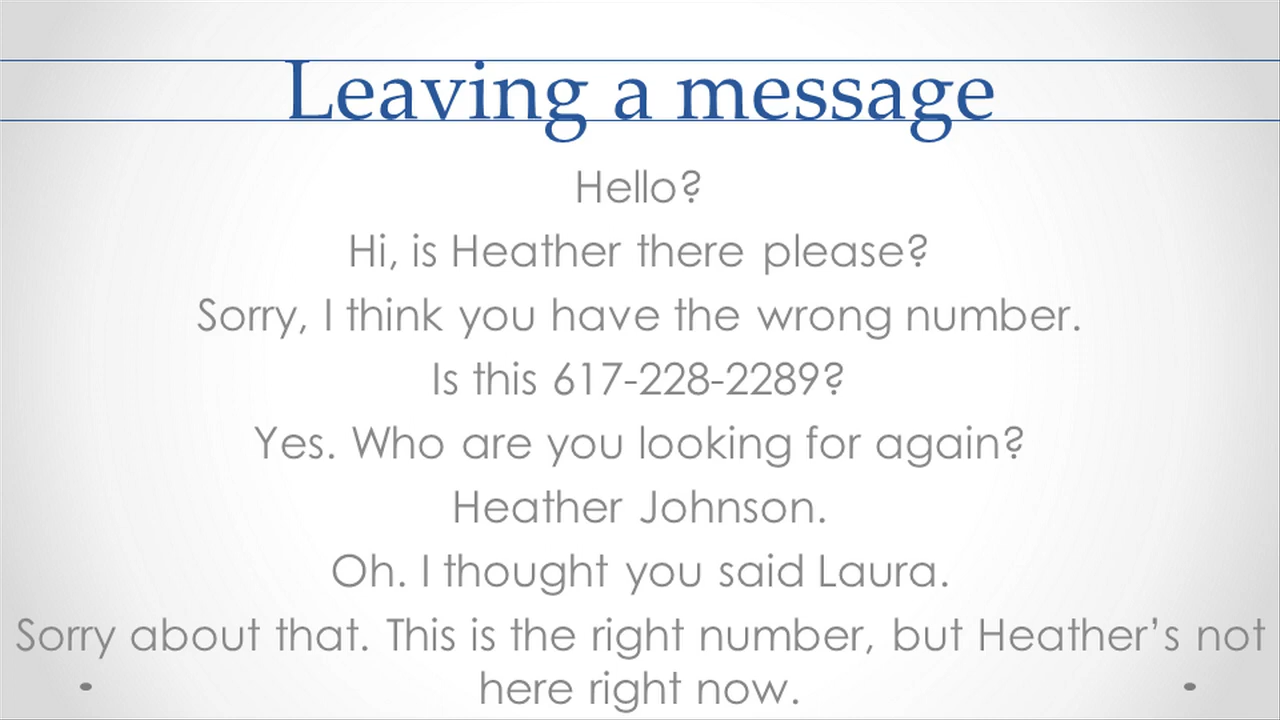 Leaving a message
Hello?
Hi, is Heather there please?
Sorry, I think you have the wrong number.
Is this 617-228-2289?
Yes. Who are you looking for again?
Heather Johnson.
Oh. I thought you said Laura.
Sorry about that. This is the right number, but Heather’s not
here right now.